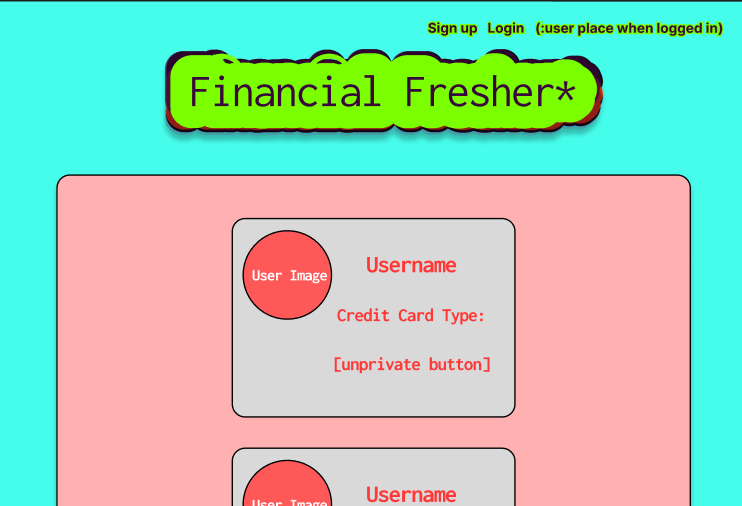 Sign up Login (:user place when logged in)
Financial Fresher*
User Image
Username
Credit Card Type:
[unprivate button]
User Image
Username